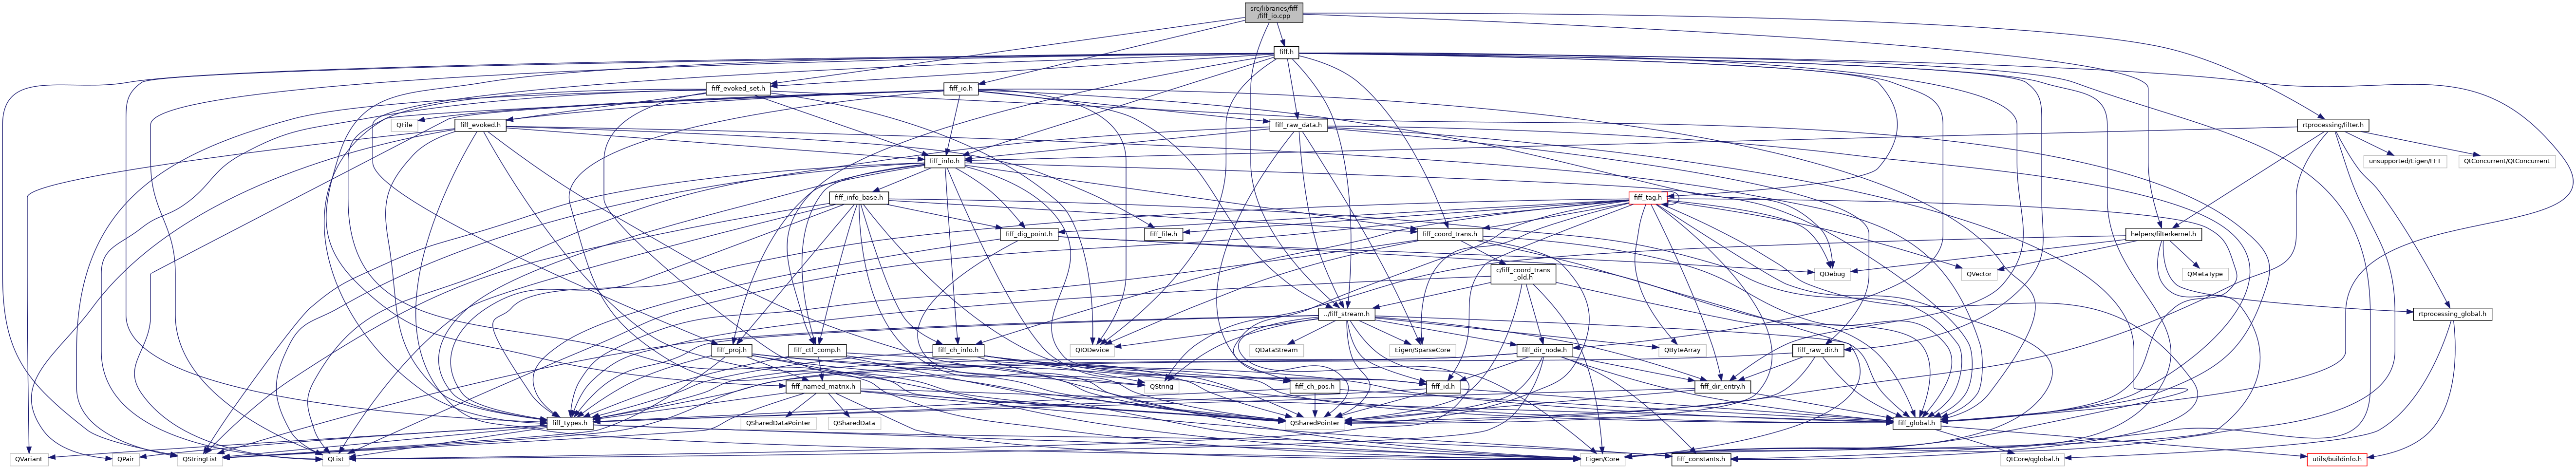 src/libraries/fiff
/fiff_io.cpp
fiff.h
fiff_evoked_set.h
fiff_io.h
QFile
fiff_evoked.h
fiff_raw_data.h
rtprocessing/filter.h
fiff_info.h
unsupported/Eigen/FFT
QtConcurrent/QtConcurrent
fiff_info_base.h
fiff_tag.h
fiff_dig_point.h
fiff_file.h
fiff_coord_trans.h
helpers/filterkernel.h
c/fiff_coord_trans
_old.h
QDebug
QVector
QMetaType
../fiff_stream.h
rtprocessing_global.h
fiff_proj.h
fiff_ctf_comp.h
fiff_ch_info.h
QIODevice
QDataStream
Eigen/SparseCore
fiff_dir_node.h
QByteArray
fiff_raw_dir.h
fiff_named_matrix.h
QString
fiff_ch_pos.h
fiff_id.h
fiff_dir_entry.h
fiff_types.h
QSharedDataPointer
QSharedData
QSharedPointer
fiff_global.h
QVariant
QPair
QStringList
QList
Eigen/Core
fiff_constants.h
QtCore/qglobal.h
utils/buildinfo.h